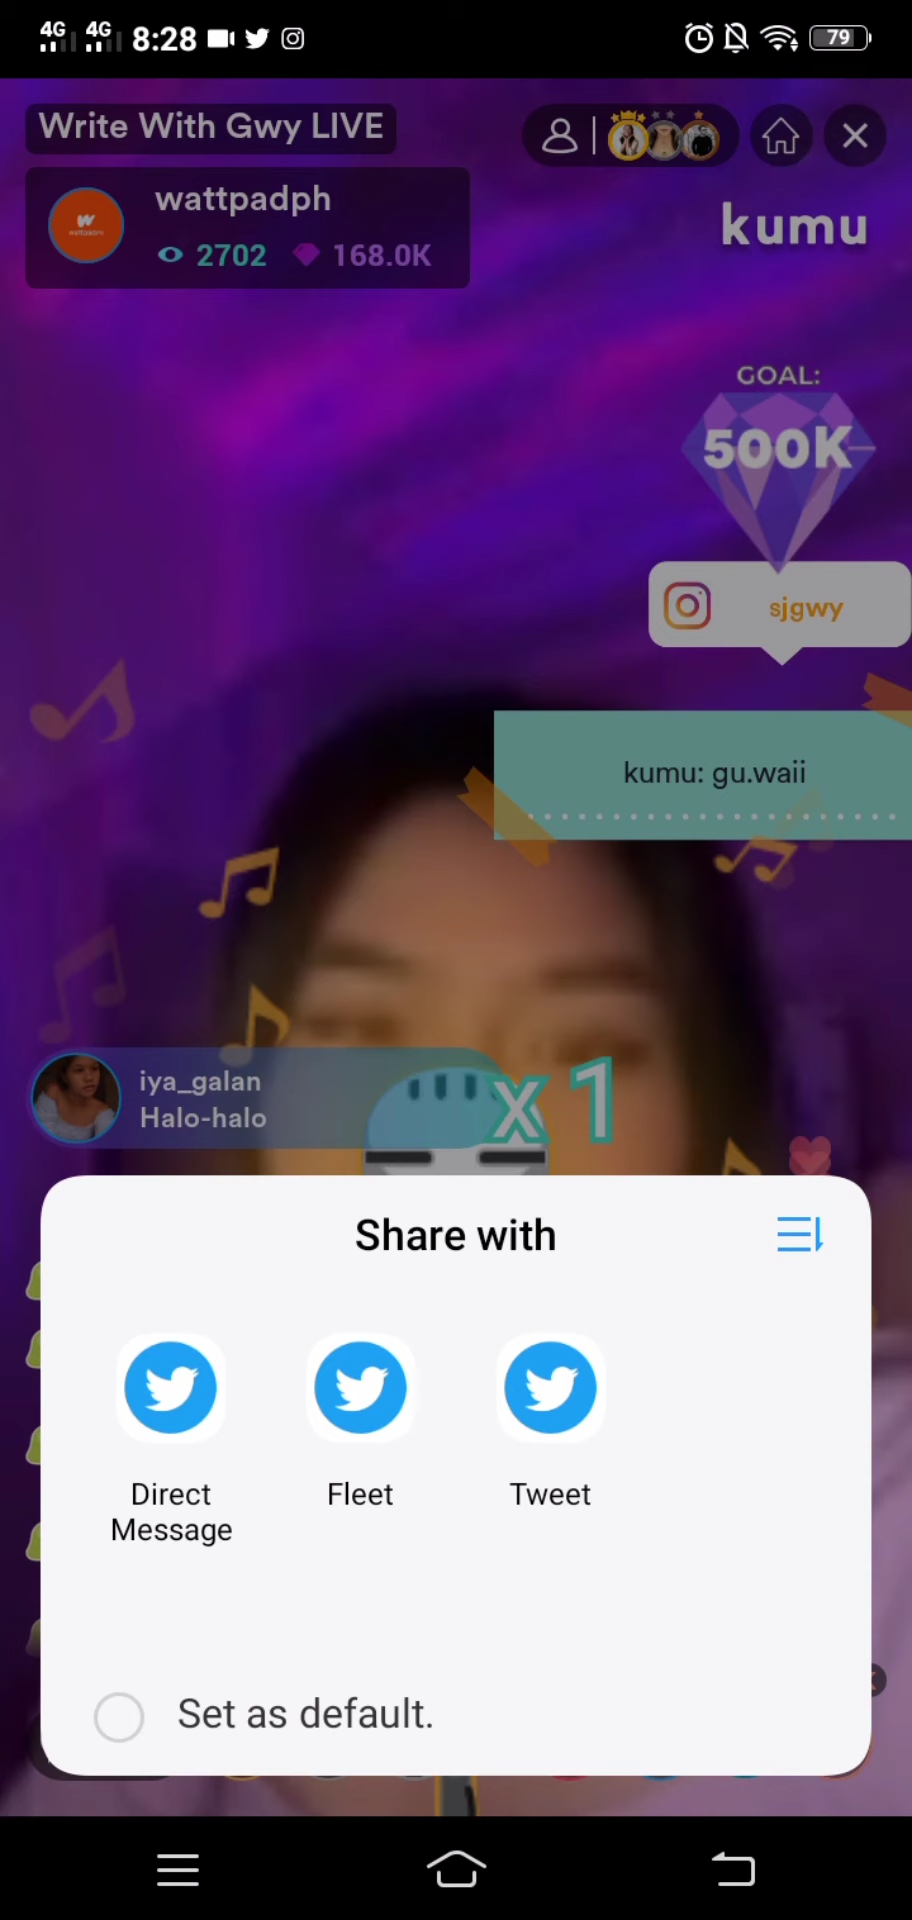 4G 4G 8:28 79
Write With Gwy LIVE
wattpadph
2702 168.0K
kumu
GOAL:
500K
sjgwy
kumu: gu.waii
iya_galan
Halo-halo
x 1
Share with
Direct
Message
Fleet
Tweet
Set as default.